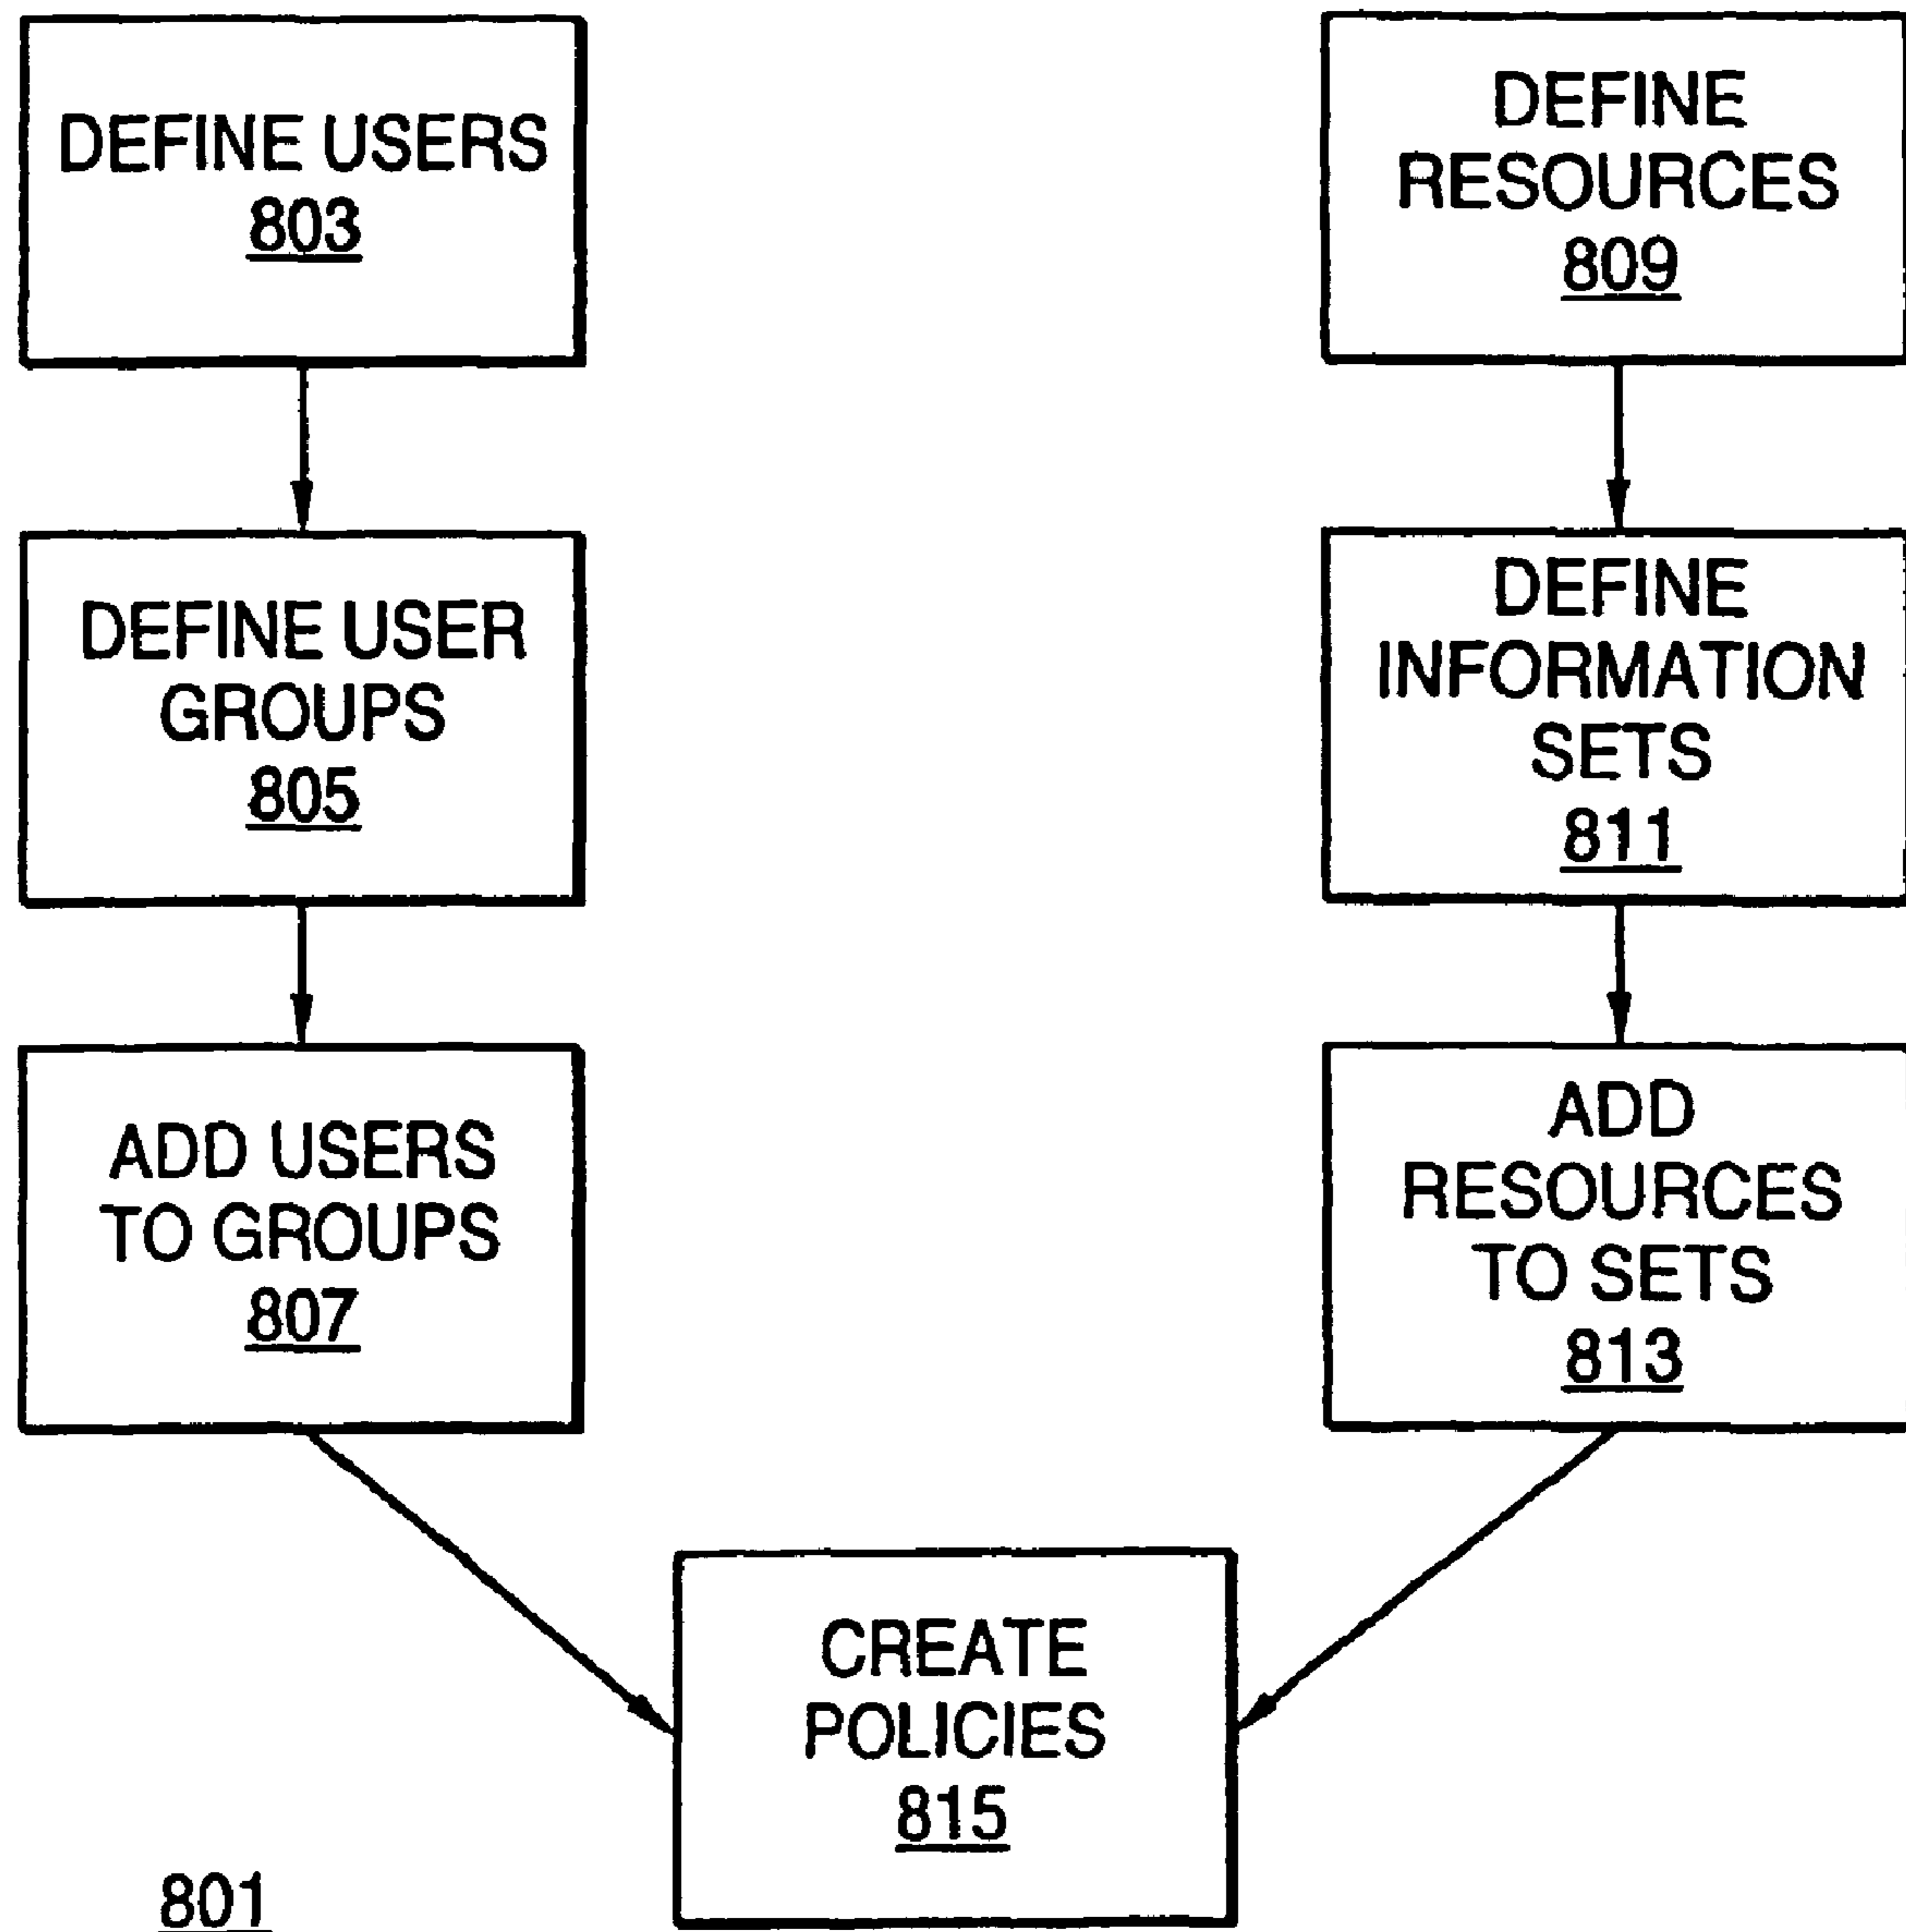 DEFINE USERS
803
DEFINE USER
GROUPS
805
ADD USERS
TO GROUPS
807
DEFINE
RESOURCES
809
DEFINE
INFORMATION
SETS
811
ADD
RESOURCES
TO SETS
813
CREATE
POLICIES
815
801